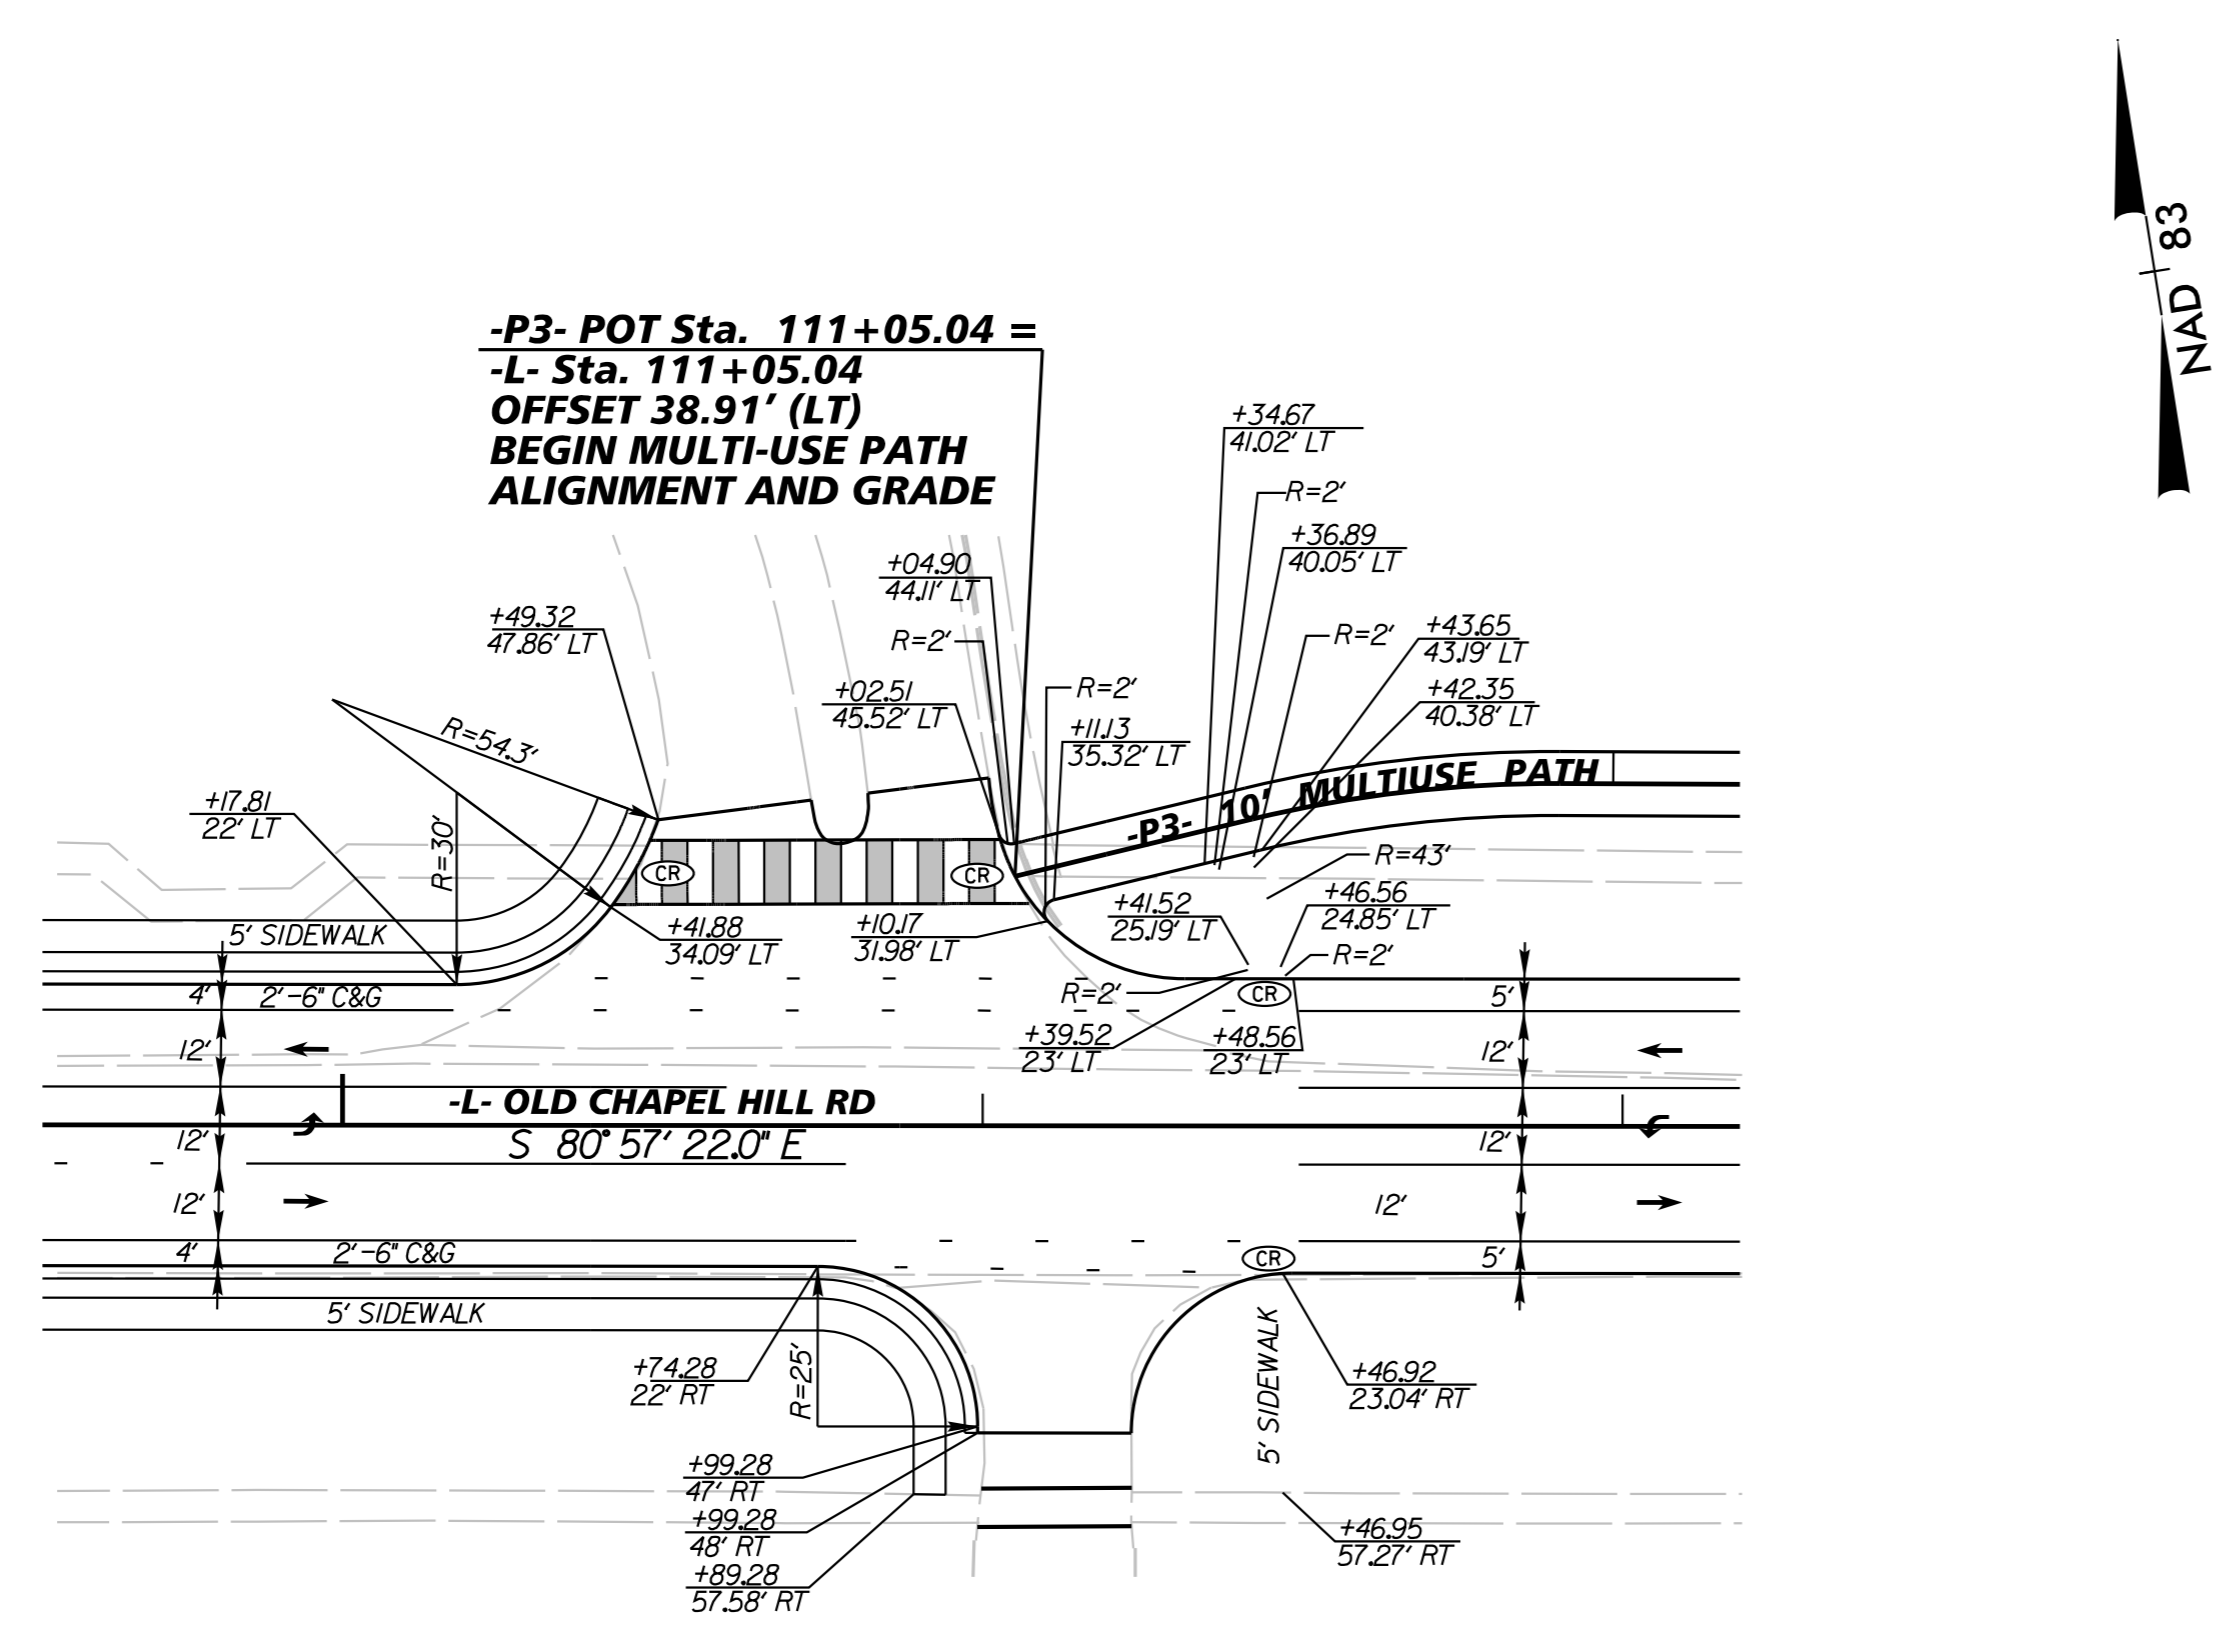 NAD 83
-P3- POT Sta. 111+05.04 =
-L- Sta. 111+05.04
OFFSET 38.91' (LT)
BEGIN MULTI-USE PATH
ALIGNMENT AND GRADE
+34.67
41.02' LT
R=2'
+36.89
40.05' LT
+04.90
44.11' LT
+49.32
47.86' LT
R=2'
R=2'
+43.65
43.19' LT
+02.51
45.52' LT
R=2'
+42.35
40.38' LT
R=54.3'
+11.13
35.32' LT
-P3- 10' MULTIUSE PATH
+17.81
22' LT
R=30'
CR
CR
R=43'
+41.52
25.19' LT
+46.56
24.85' LT
5' SIDEWALK
+41.88
34.09' LT
+10.17
31.98' LT
R=2'
R=2'
CR
4'
2'-6" C&G
5'
+39.52
23' LT
+48.56
23' LT
12'
12'
-L- OLD CHAPEL HILL RD
S 80° 57' 22.0" E
12'
12'
12'
12'
4'
2'-6" C&G
CR
5'
5' SIDEWALK
+74.28
22' RT
R=25'
5' SIDEWALK
+46.92
23.04' RT
+99.28
47' RT
+99.28
48' RT
+89.28
57.58' RT
+46.95
57.27' RT